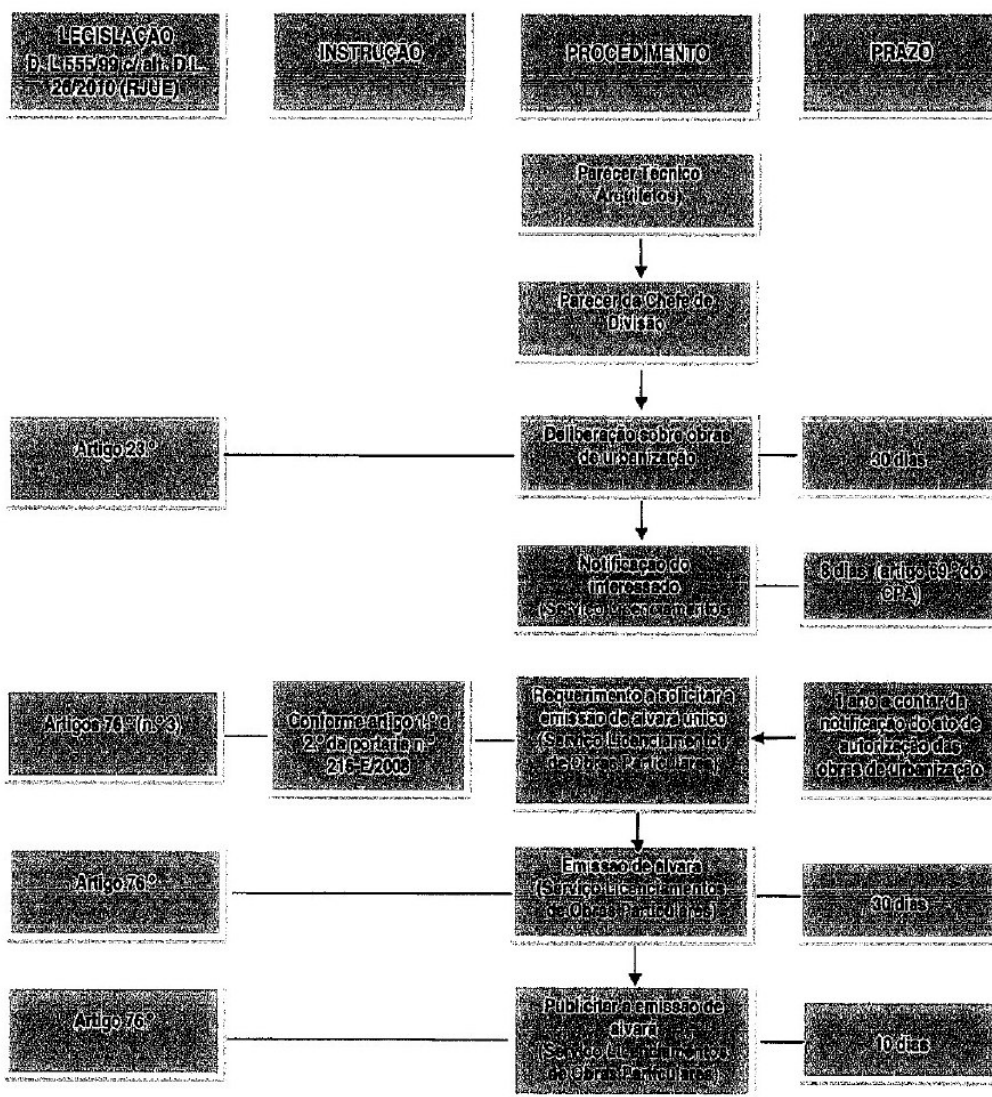 LEGISLAÇÃO
D. L. 555/99 c/ alt. D.L.
26/2010 (RJUE)
INSTRUÇÃO
PROCEDIMENTO
PRAZO
Parecer Técnico
Arquitetos)
Parecer da Chefe de
Divisão
Artigo 23.º
Deliberação sobre obras
de urbanização
30 dias
Notificação do
interessado
(Serviço Licenciamentos
8 dias (artigo 69.º do
CPA)
Artigos 76.º (n.º 3)
Conforme artigo 1.º e
2.º da portaria n.º
216-E/2008
Requerimento a solicitar a
emissão de alvará único
(Serviço Licenciamentos
de Obras Particulares)
1 ano a contar da
notificação do ato de
autorização das
obras de urbanização
Artigo 76.º
Emissão de alvará
(Serviço Licenciamentos
de Obras Particulares)
30 dias
Artigo 76.º
Publicitar a emissão de
alvará
(Serviço Licenciamentos
de Obras Particulares)
10 dias